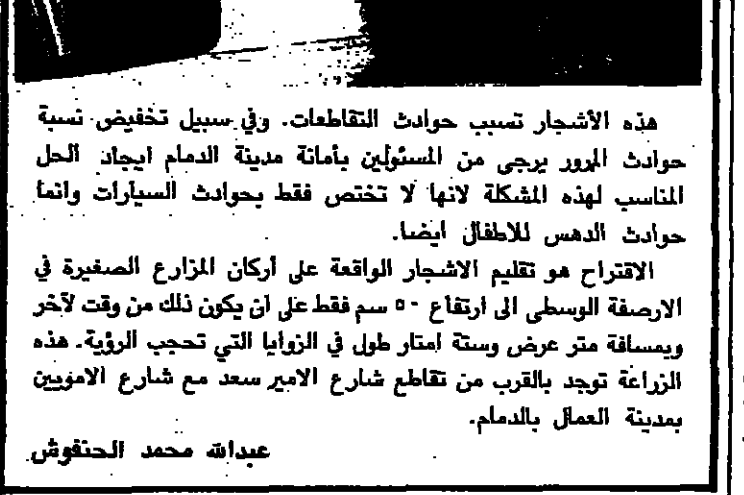 هذه الأشجار تسبب حوادث التقاطعات. وفي سبيل تخفيض نسبة
حوادث المرور يرجى من المسئولين بأمانة مدينة الدمام ايجاد الحل
المناسب لهذه المشكلة لانها لا تختص فقط بحوادث السيارات وانما
حوادث الدهس للاطفال ايضا.
الاقتراح هو تقليم الاشجار الواقعة على أركان المزارع الصغيرة في
الارصفة الوسطى الى ارتفاع ٥٠ سم فقط على ان يكون ذلك من وقت لآخر
وبمسافة متر عرض وستة امتار طول في الزوايا التي تحجب الرؤية. هذه
الزراعة توجد بالقرب من تقاطع شارع الامير سعد مع شارع الامويين
بمدينة العمال بالدمام.
عبدالله محمد الحنفوش